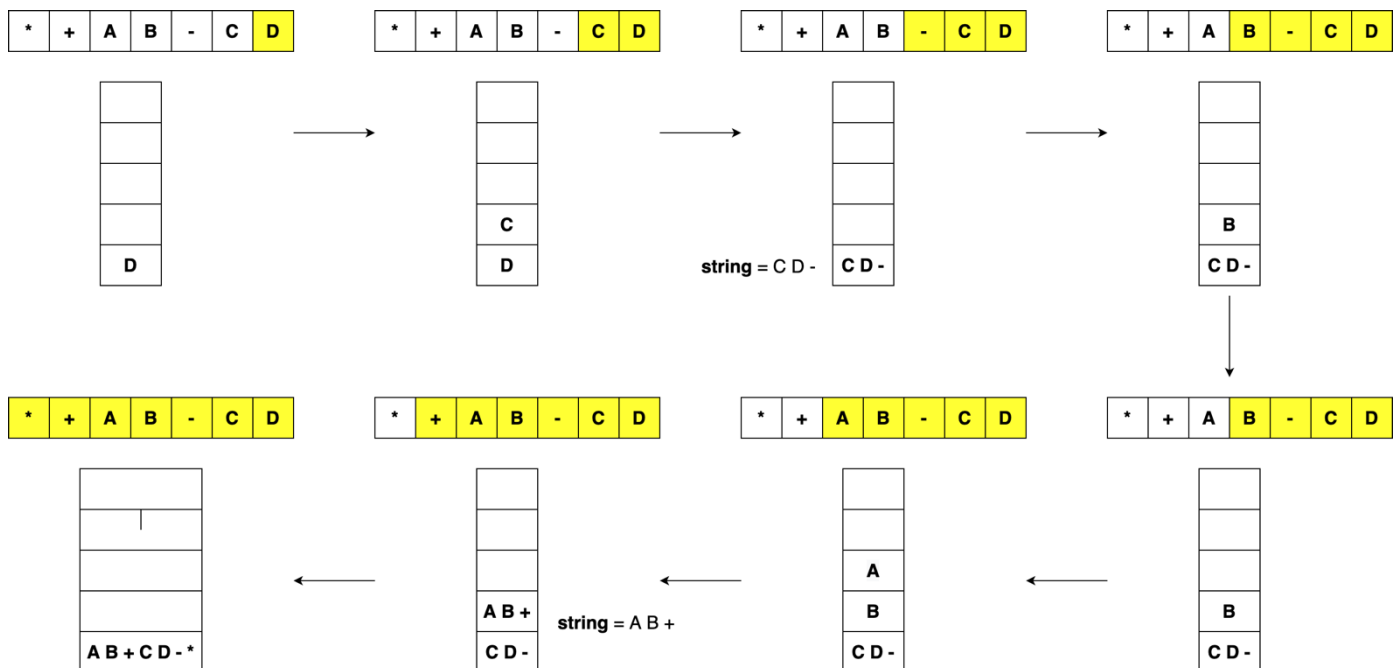 * + A B - C D
* + A B - C D
* + A B - C D
* + A B - C D
D
C
D
string = C D -
C D -
B
C D -
* + A B - C D
* + A B - C D
* + A B - C D
* + A B - C D
A B + C D - *
A B +
C D -
string = A B +
A
B
C D -
B
C D -